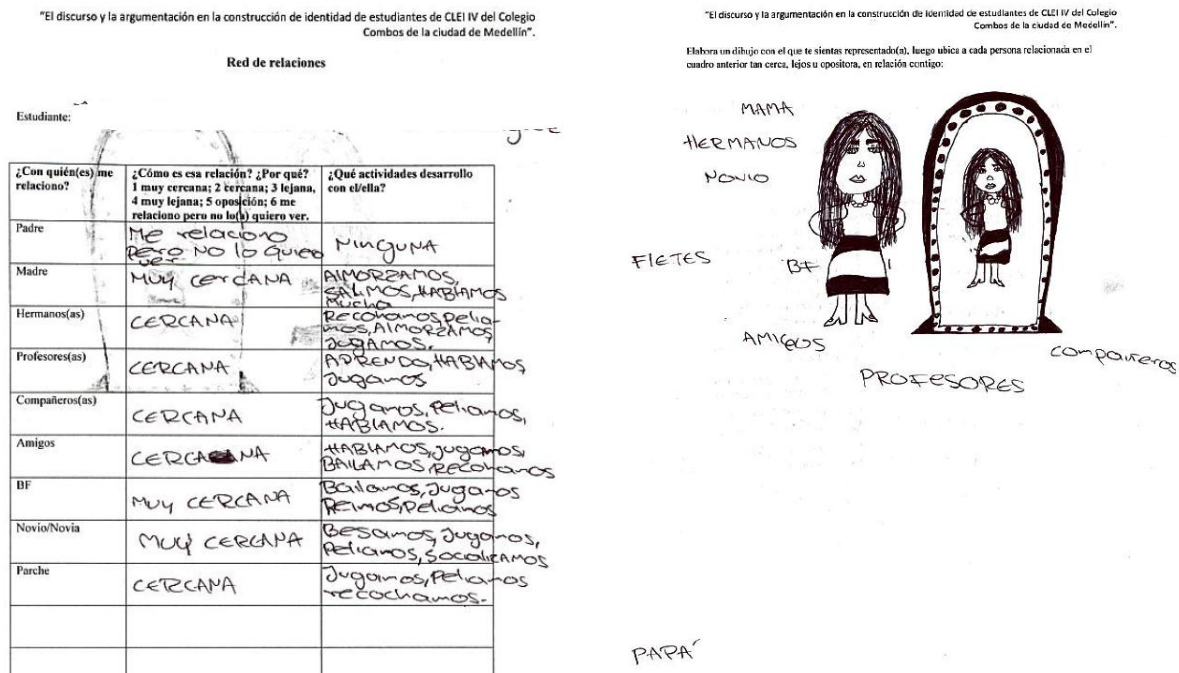 "El discurso y la argumentación en la construcción de identidad de estudiantes de CLEI IV del Colegio
Combos de la ciudad de Medellín".
Red de relaciones
Estudiante:
¿Con quién(es) me
relaciono?
¿Cómo es esa relación? ¿Por qué?
1 muy cercana; 2 cercana; 3 lejana,
4 muy lejana; 5 oposición; 6 me
relaciono pero no lo(a) quiero ver.
¿Qué actividades desarrollo
con el/ella?
Padre
Me relaciono
Pero NO lo quieo
ver
NINGUNA
Madre
MUY CERCANA
AlMORZAMOS,
SALIMOS, HABlAMOS
Mucho
Hermanos(as)
CERCANA
Recohamos, Pelia-
mos, AlMORZAMOS,
JUGAMOS.
Profesores(as)
CERCANA
APRENDO, HABlAMOS,
Jugamos
Compañeros(as)
CERCANA
Jugamos, Peliamos,
HABlAMOS.
Amigos
CERCANA
HABlAMOS, jugamos,
BAILAMOS, Recohamos
BF
MUY CERCANA
Bailamos, Jugamos
Reimos, Peliamos
Novio/Novia
MUY CERCANA
Besamos, Jugamos,
Peliamos, SocializAMOS
Parche
CERCANA
Jugamos, Peliamos
recochamos.
"El discurso y la argumentación en la construcción de identidad de estudiantes de CLEI IV del Colegio
Combos de la ciudad de Medellín".
Elabora un dibujo con el que te sientas representado(a), luego ubica a cada persona relacionada en el
cuadro anterior tan cerca, lejos u opositora, en relación contigo:
MAMA
HERMANOS
NOVIO
FIETES
BF
AMIGOS
compañeros
PROFESORES
PAPÁ